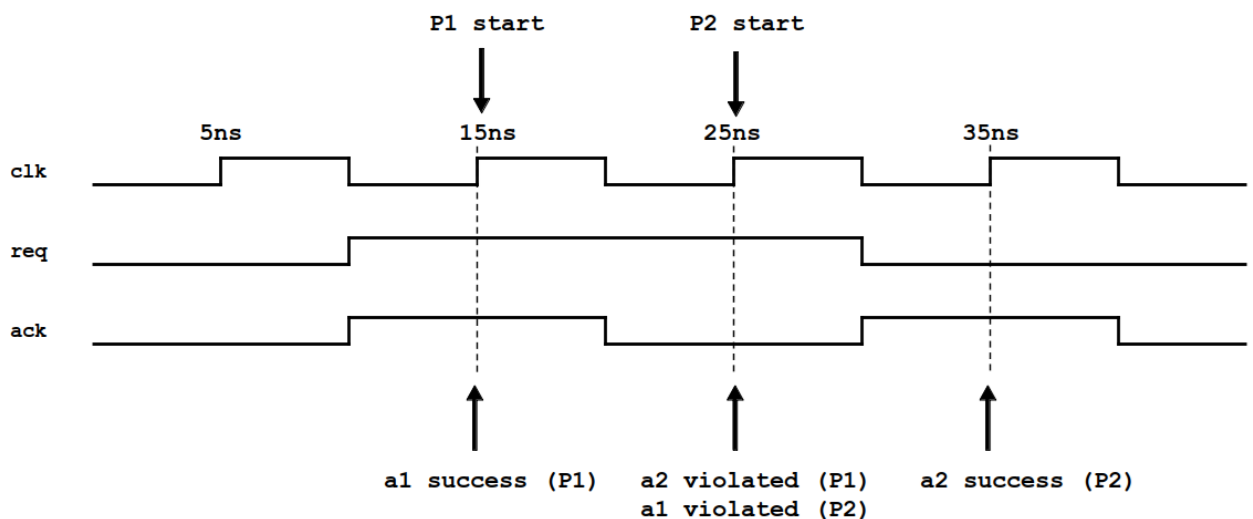 P1 start P2 start
5ns 15ns 25ns 35ns
clk
req
ack
a1 success (P1) a2 violated (P1) a2 success (P2)
a1 violated (P2)